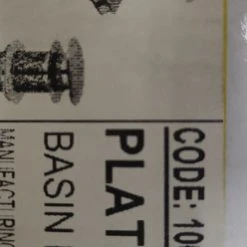 CODE: 10
PLAT
BASIN
MANUFACTURING